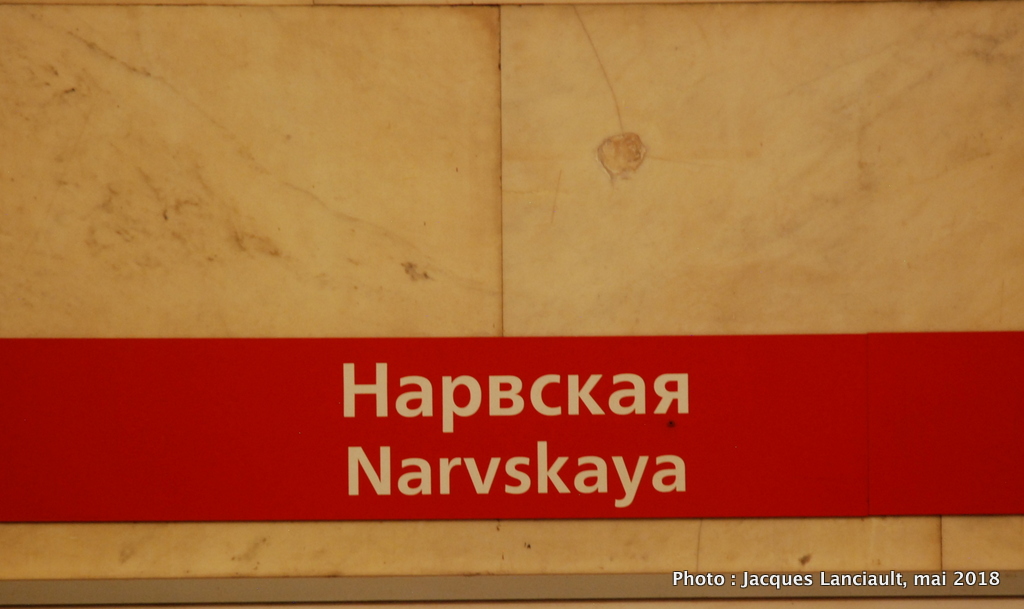 Нарвская
Narvskaya
Photo : Jacques Lanciault, mai 2018